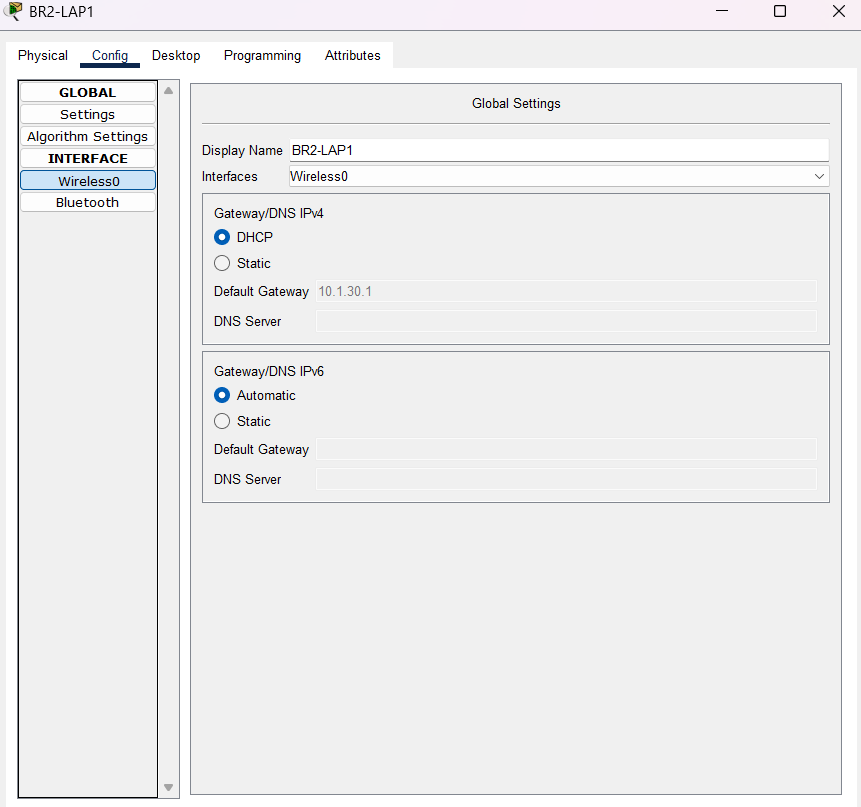 BR2-LAP1
Physical Config Desktop Programming Attributes
GLOBAL
Settings
Algorithm Settings
INTERFACE
Wireless0
Bluetooth
Global Settings
Display Name BR2-LAP1
Interfaces Wireless0
Gateway/DNS IPv4
DHCP
Static
Default Gateway 10.1.30.1
DNS Server
Gateway/DNS IPv6
Automatic
Static
Default Gateway
DNS Server